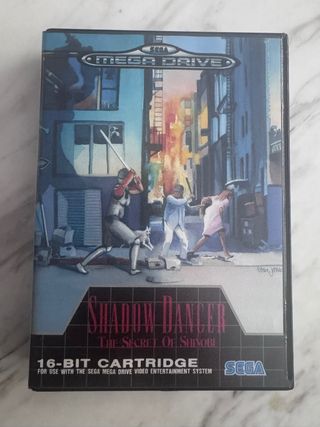 SEGA
MEGA DRIVE
SHADOW DANCER
THE SECRET OF SHINOBI
16-BIT CARTRIDGE
FOR USE WITH THE SEGA MEGA DRIVE VIDEO ENTERTAINMENT SYSTEM
SEGA